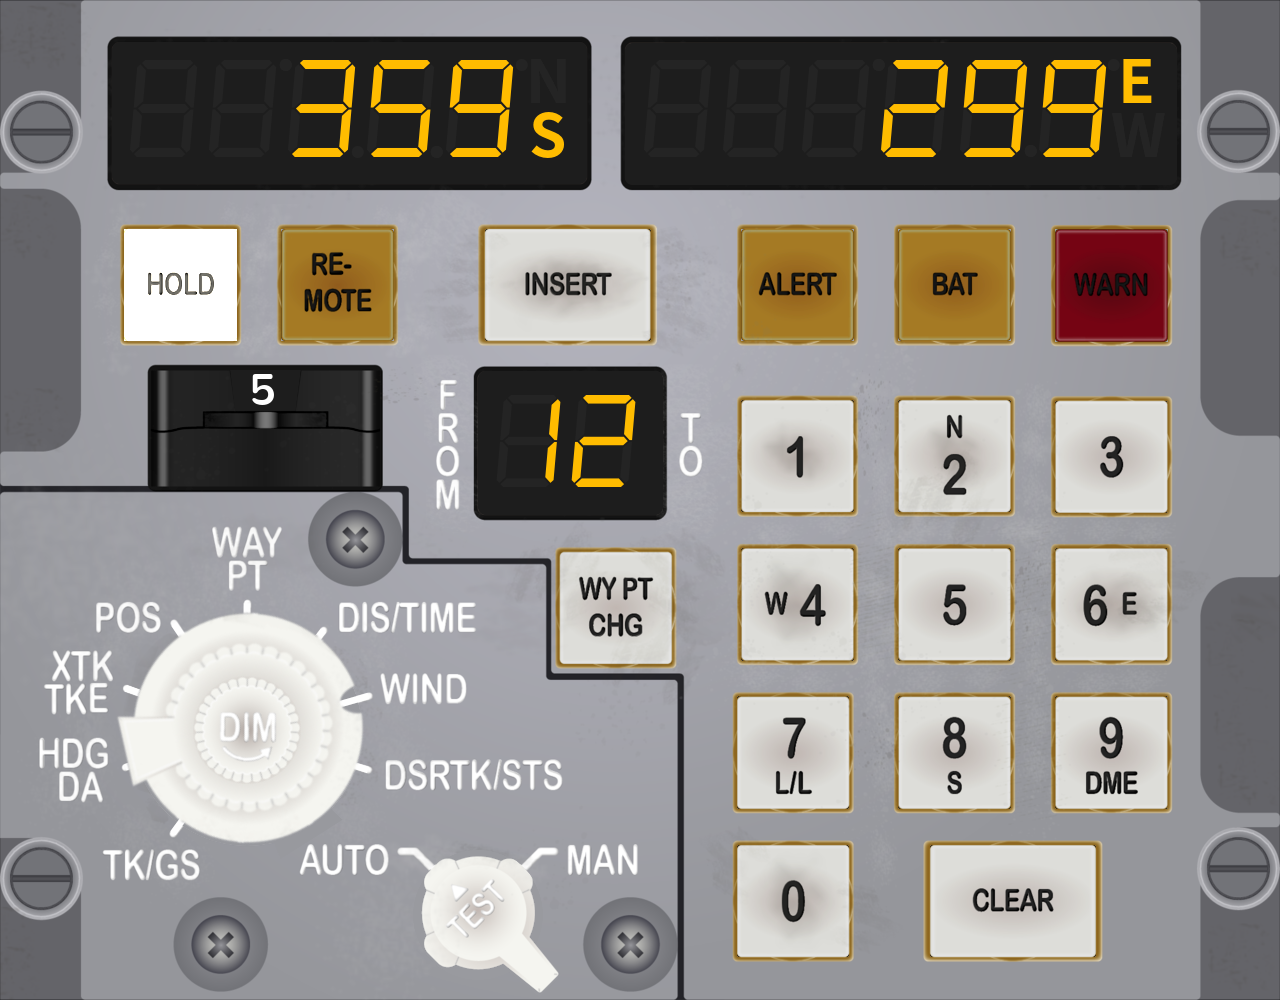 359 S
299 E
N
W
HOLD
RE-
MOTE
INSERT
ALERT
BAT
WARN
5
FROM
12
TO
1
N
2
3
W 4
5
6 E
7
L/L
8
S
9
DME
0
CLEAR
WY PT
CHG
WAY
PT
POS
DIS/TIME
XTK
TKE
WIND
HDG
DA
DIM
DSRTK/STS
TK/GS
AUTO
MAN
TEST